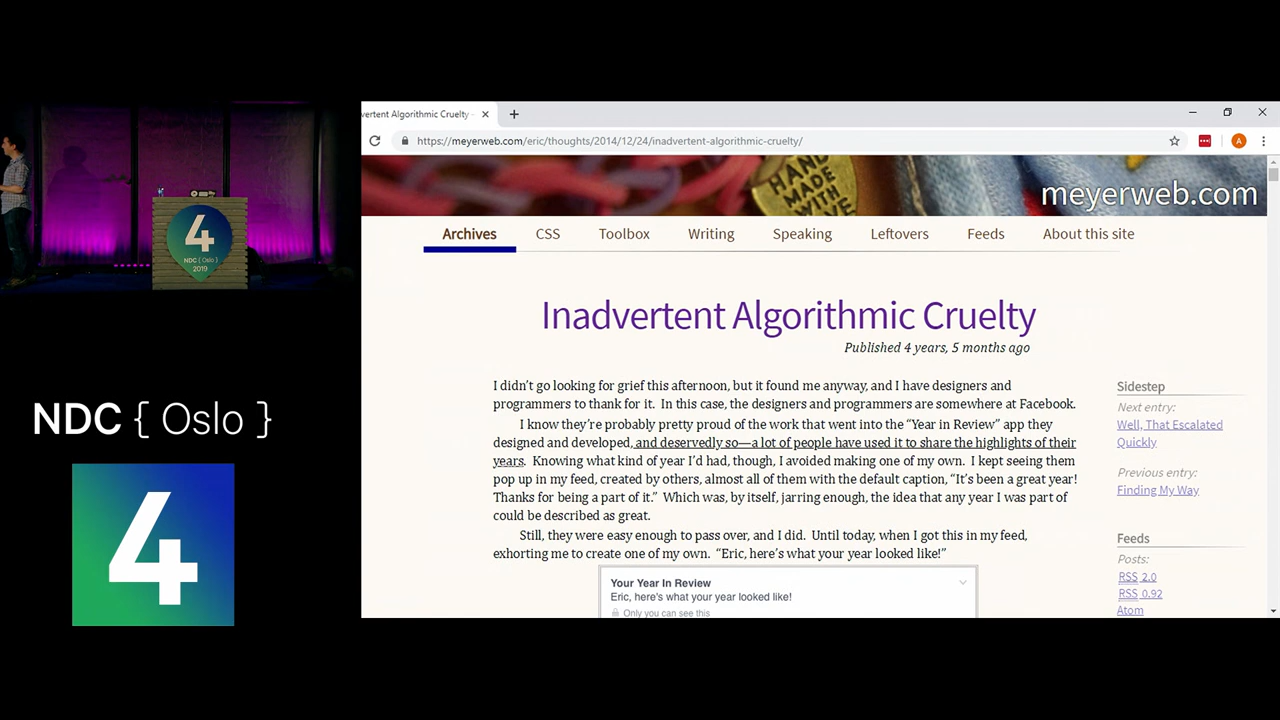 4
NDC { Oslo }
2019
NDC { Oslo }
4
vertent Algorithmic Cruelty -
https://meyerweb.com/eric/thoughts/2014/12/24/inadvertent-algorithmic-cruelty/
A
HAND
MADE
WITH
meyerweb.com
Archives CSS Toolbox Writing Speaking Leftovers Feeds About this site
Inadvertent Algorithmic Cruelty
Published 4 years, 5 months ago
I didn’t go looking for grief this afternoon, but it found me anyway, and I have designers and
programmers to thank for it. In this case, the designers and programmers are somewhere at Facebook.
I know they’re probably pretty proud of the work that went into the “Year in Review” app they
designed and developed, and deservedly so—a lot of people have used it to share the highlights of their
years. Knowing what kind of year I’d had, though, I avoided making one of my own. I kept seeing them
pop up in my feed, created by others, almost all of them with the default caption, “It’s been a great year!
Thanks for being a part of it.” Which was, by itself, jarring enough, the idea that any year I was part of
could be described as great.
Still, they were easy enough to pass over, and I did. Until today, when I got this in my feed,
exhorting me to create one of my own. “Eric, here’s what your year looked like!”
Your Year In Review
Eric, here's what your year looked like!
Only you can see this
Sidestep
Next entry:
Well, That Escalated
Quickly
Previous entry:
Finding My Way
Feeds
Posts:
RSS 2.0
RSS 0.92
Atom